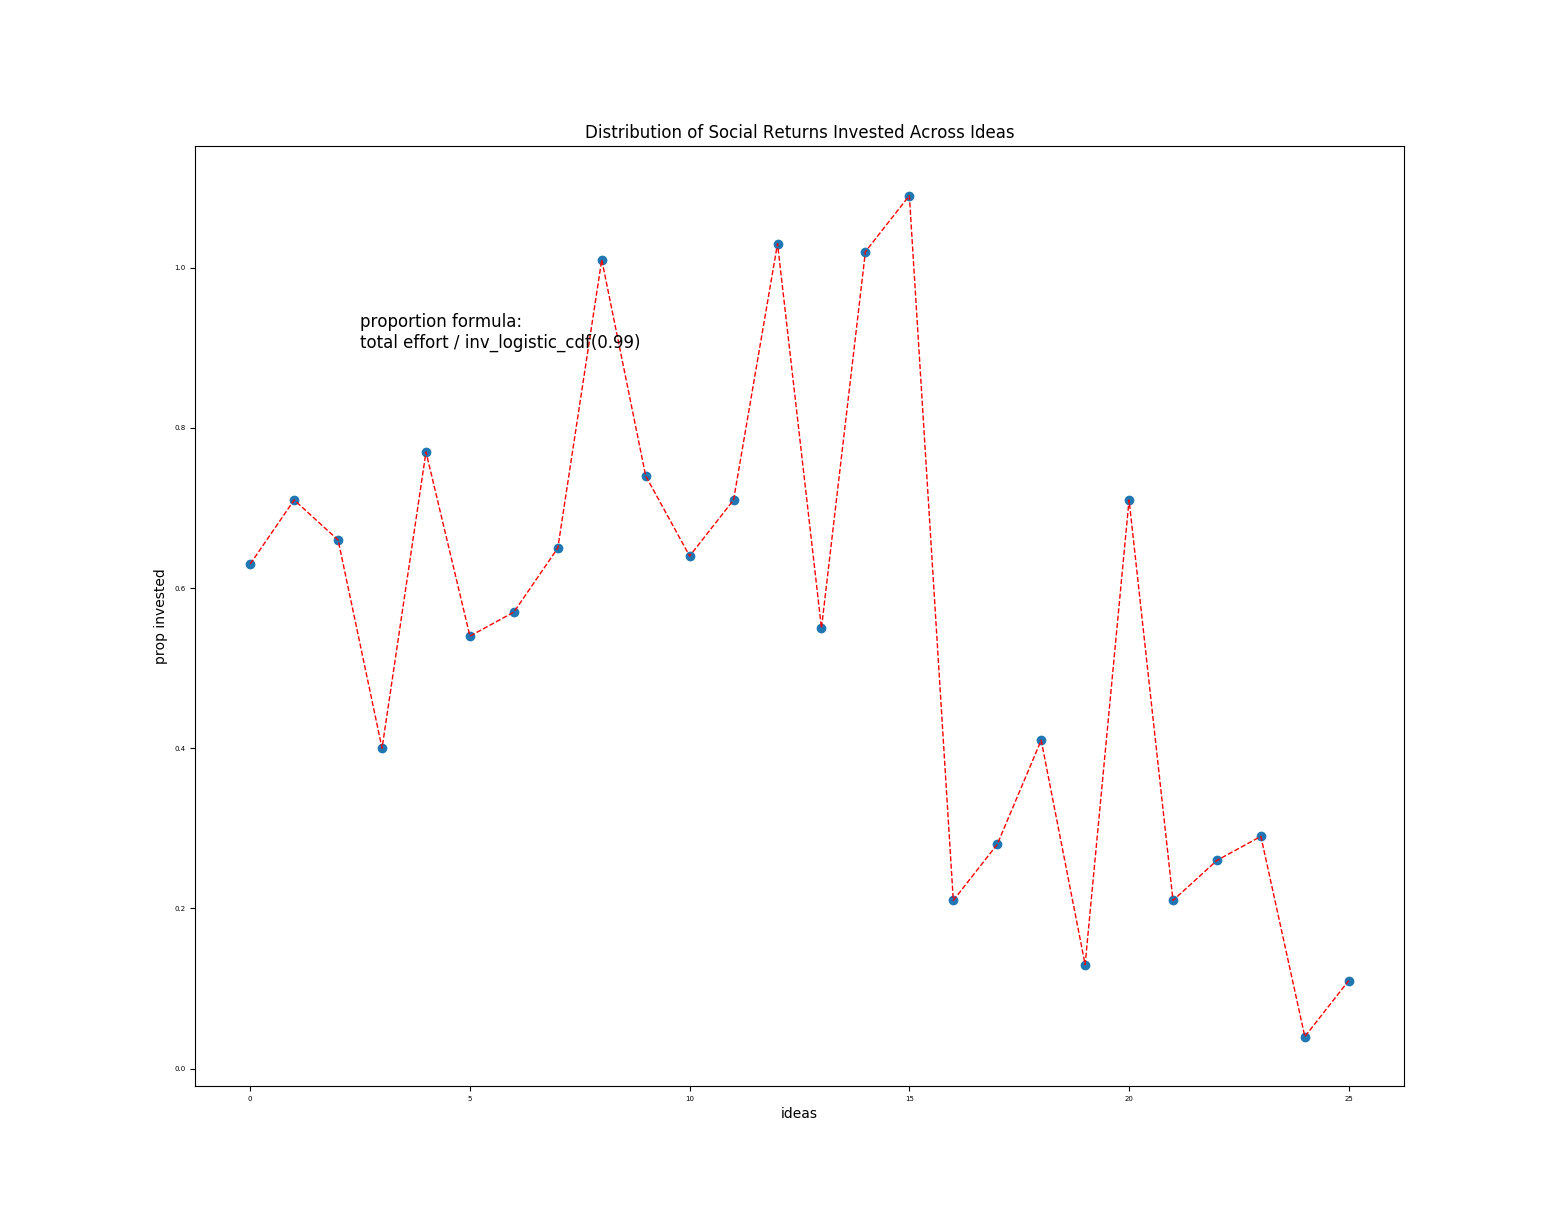 Distribution of Social Returns Invested Across Ideas
proportion formula:
total effort / inv_logistic_cdf(0.99)
prop invested
1.0
0.8
0.6
0.4
0.2
0.0
0
5
10
15
20
25
ideas